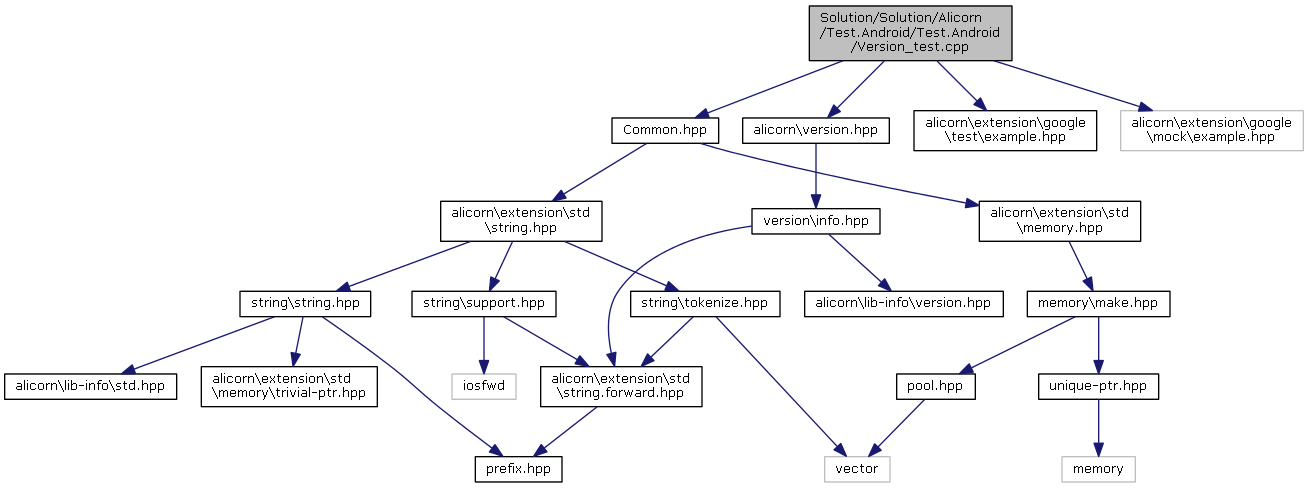 Solution/Solution/Alicorn
/Test.Android/Test.Android
/Version_test.cpp
Common.hpp
alicorn\version.hpp
alicorn\extension\google
\test\example.hpp
alicorn\extension\google
\mock\example.hpp
alicorn\extension\std
\string.hpp
version\info.hpp
alicorn\extension\std
\memory.hpp
string\string.hpp
string\support.hpp
string\tokenize.hpp
alicorn\lib-info\version.hpp
memory\make.hpp
alicorn\lib-info\std.hpp
alicorn\extension\std
\memory\trivial-ptr.hpp
iosfwd
alicorn\extension\std
\string.forward.hpp
pool.hpp
unique-ptr.hpp
prefix.hpp
vector
memory